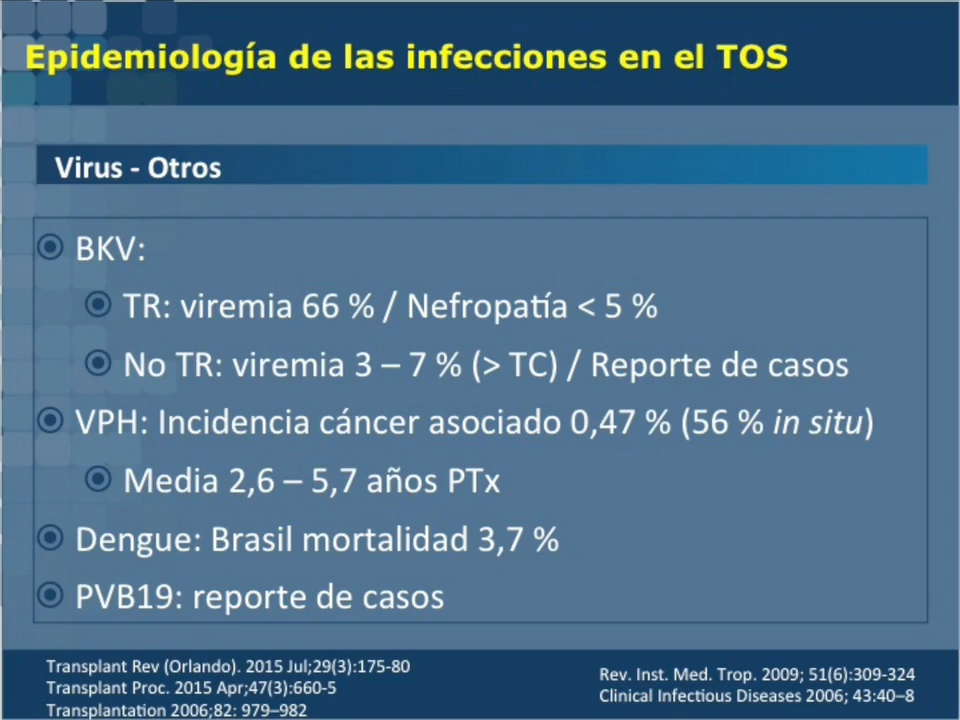 Epidemiología de las infecciones en el TOS
Virus - Otros
BKV:
TR: viremia 66 % / Nefropatía < 5 %
No TR: viremia 3 – 7 % (> TC) / Reporte de casos
VPH: Incidencia cáncer asociado 0,47 % (56 % in situ)
Media 2,6 – 5,7 años PTx
Dengue: Brasil mortalidad 3,7 %
PVB19: reporte de casos
Transplant Rev (Orlando). 2015 Jul;29(3):175-80
Transplant Proc. 2015 Apr;47(3):660-5
Transplantation 2006;82: 979–982
Rev. Inst. Med. Trop. 2009; 51(6):309-324
Clinical Infectious Diseases 2006; 43:40–8